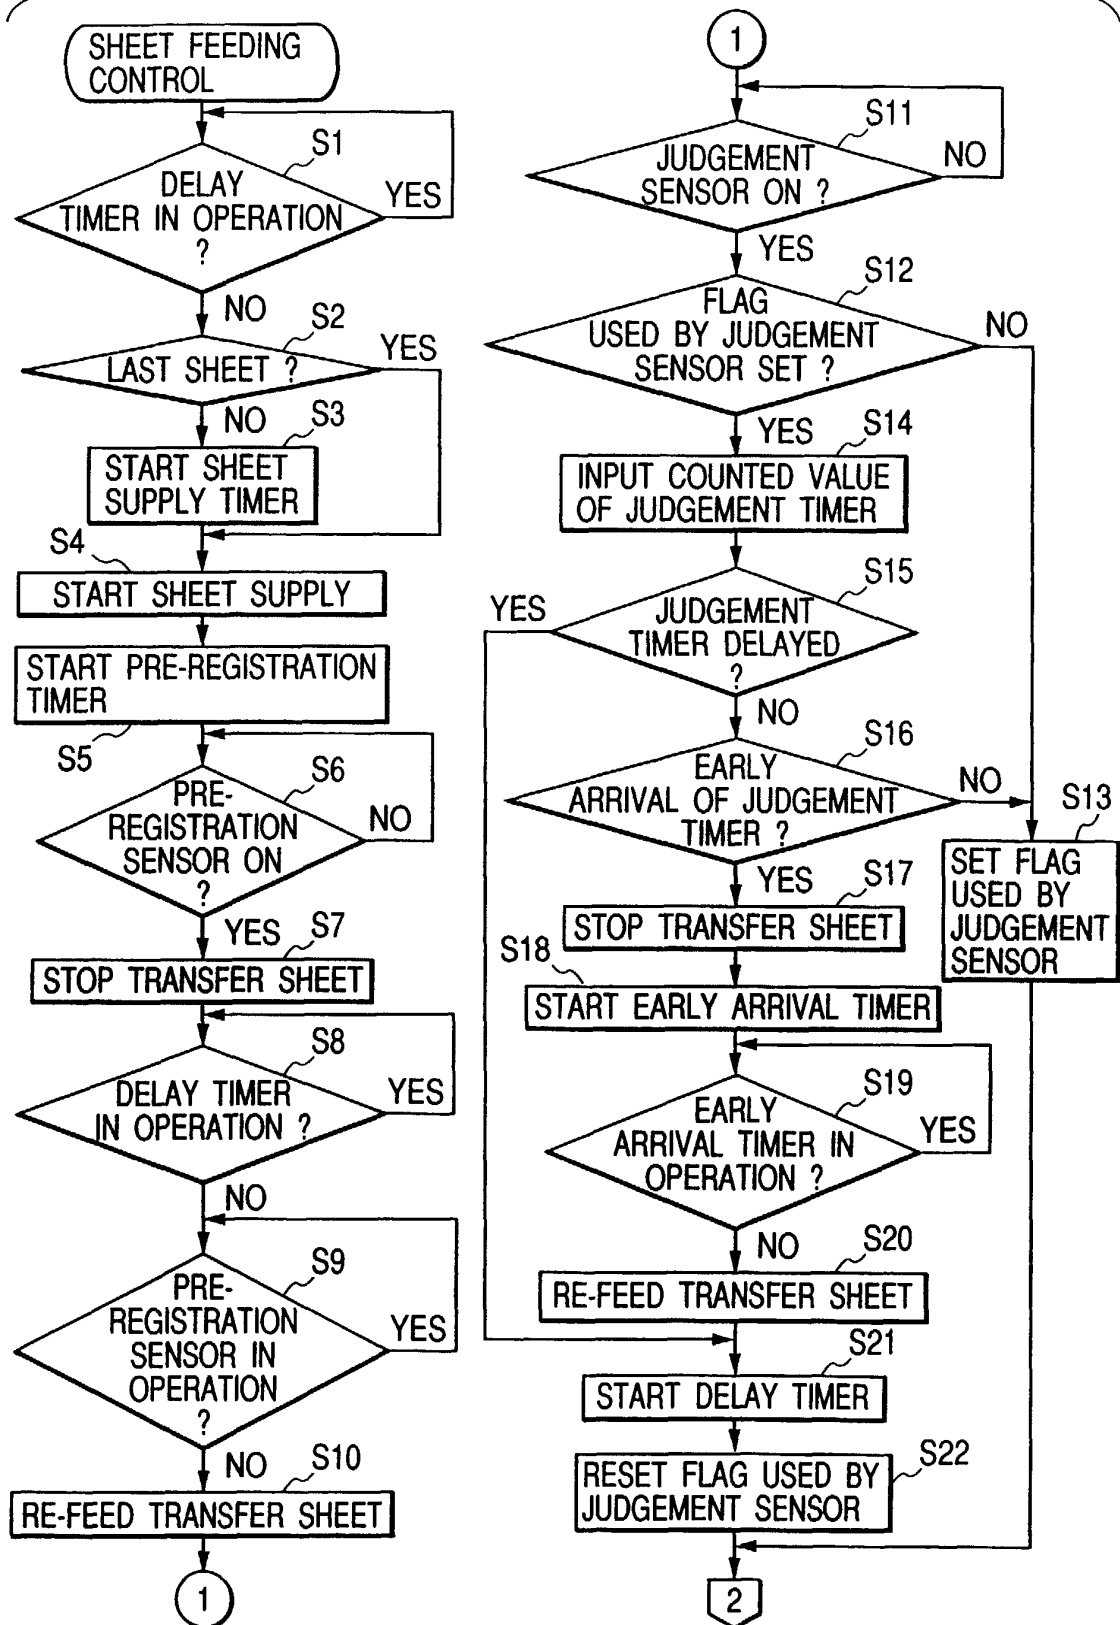 SHEET FEEDING
CONTROL
S1
DELAY
TIMER IN OPERATION
?
YES
NO
S2
LAST SHEET ?
YES
NO
S3
START SHEET
SUPPLY TIMER
S4
START SHEET SUPPLY
START PRE-REGISTRATION
TIMER
S5
S6
PRE-
REGISTRATION
SENSOR ON
?
NO
YES
S7
STOP TRANSFER SHEET
S8
DELAY TIMER
IN OPERATION ?
YES
NO
S9
PRE-
REGISTRATION
SENSOR IN
OPERATION
?
YES
NO
S10
RE-FEED TRANSFER SHEET
1
1
S11
JUDGEMENT
SENSOR ON ?
NO
YES
S12
FLAG
USED BY JUDGEMENT
SENSOR SET ?
NO
YES
S14
INPUT COUNTED VALUE
OF JUDGEMENT TIMER
S15
YES
JUDGEMENT
TIMER DELAYED
?
NO
S16
EARLY
ARRIVAL OF JUDGEMENT
TIMER ?
NO
S13
SET FLAG
USED BY
JUDGEMENT
SENSOR
YES
S17
STOP TRANSFER SHEET
S18
START EARLY ARRIVAL TIMER
S19
EARLY
ARRIVAL TIMER IN
OPERATION ?
YES
NO
S20
RE-FEED TRANSFER SHEET
S21
START DELAY TIMER
S22
RESET FLAG USED BY
JUDGEMENT SENSOR
2